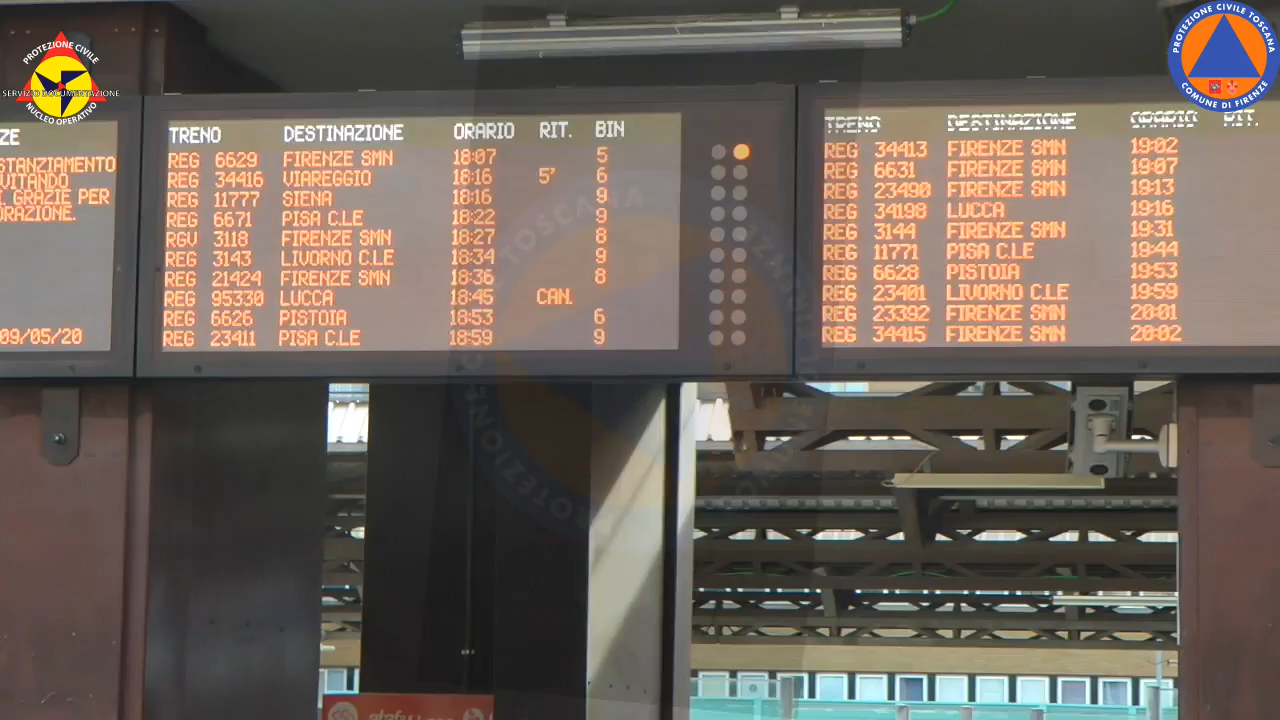 PROTEZIONE CIVILE
SERVIZIO DOCUMENTAZIONE
NUCLEO OPERATIVO
PROTEZIONE CIVILE TOSCANA
COMUNE DI FIRENZE
ZE
STANZIAMENTO
VITANDO
I. GRAZIE PER
ORAZIONE.
09/05/20
TRENO DESTINAZIONE ORARIO RIT. BIN
REG 6629 FIRENZE SMN 18:07 5
REG 34416 VIAREGGIO 18:16 5' 6
REG 11777 SIENA 18:16 9
REG 6671 PISA C.LE 18:22 9
RGV 3118 FIRENZE SMN 18:27 8
REG 3143 LIVORNO C.LE 18:34 9
REG 21424 FIRENZE SMN 18:36 8
REG 95330 LUCCA 18:45 CAN.
REG 6626 PISTOIA 18:53 6
REG 23411 PISA C.LE 18:59 9
TRENO DESTINAZIONE ORARIO RIT.
REG 34413 FIRENZE SMN 19:02
REG 6631 FIRENZE SMN 19:07
REG 23490 FIRENZE SMN 19:13
REG 34198 LUCCA 19:16
REG 3144 FIRENZE SMN 19:31
REG 11771 PISA C.LE 19:44
REG 6628 PISTOIA 19:53
REG 23401 LIVORNO C.LE 19:59
REG 23392 FIRENZE SMN 20:01
REG 34415 FIRENZE SMN 20:02